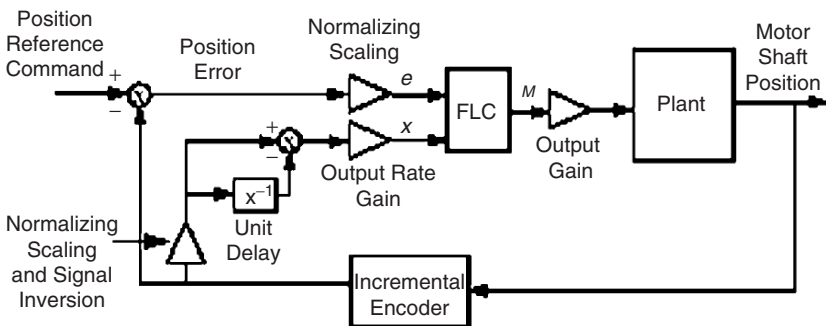 Position
Reference
Command
+
−
Position
Error
Normalizing
Scaling
e
+
−
x
Output Rate
Gain
FLC
M
Output
Gain
Plant
Motor
Shaft
Position
x⁻¹
Unit
Delay
Normalizing
Scaling
and Signal
Inversion
Incremental
Encoder